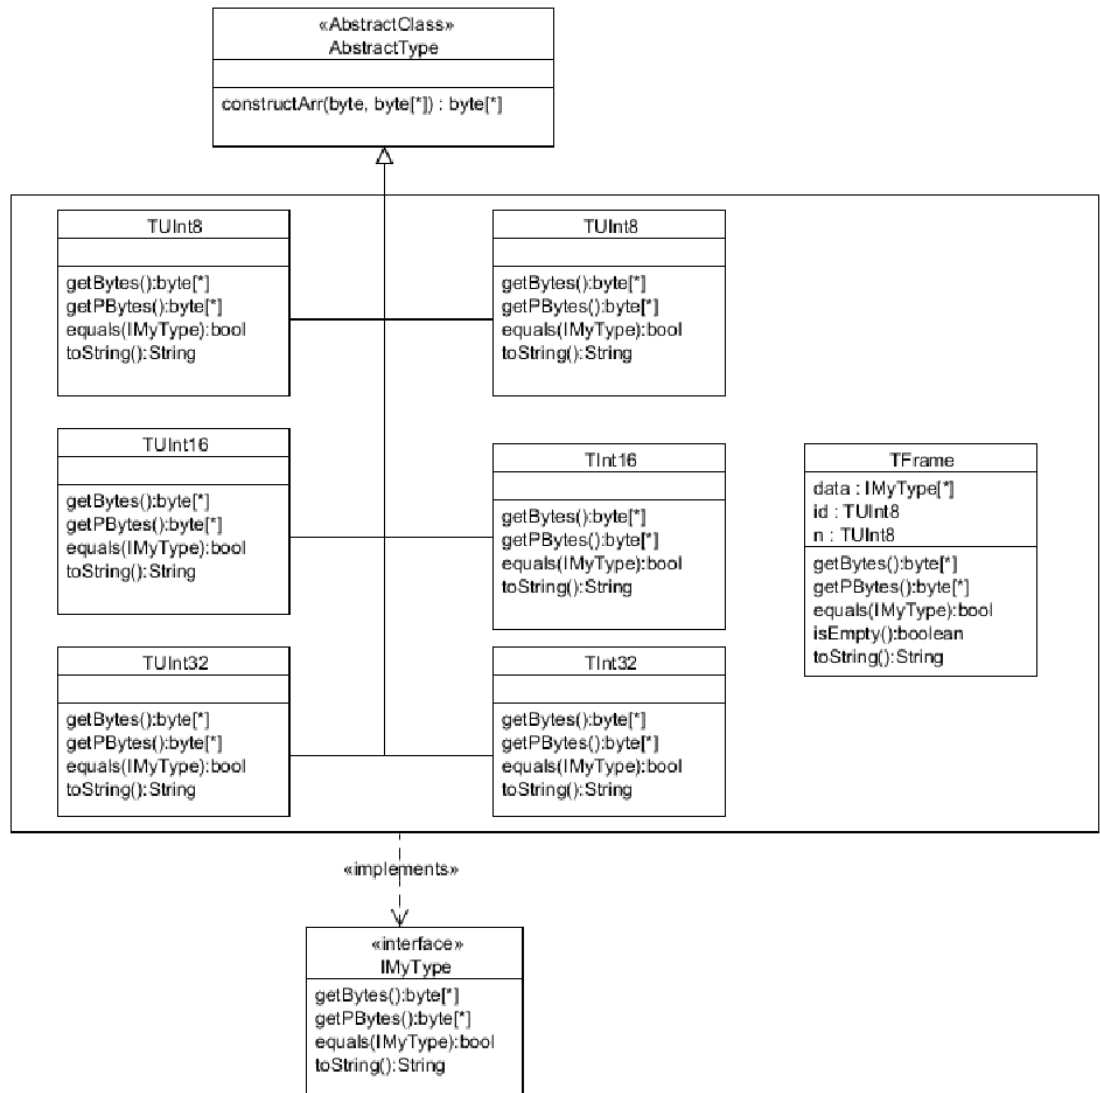 «AbstractClass»
AbstractType
constructArr(byte, byte[*]) : byte[*]
TUInt8
getBytes():byte[*]
getPBytes():byte[*]
equals(IMyType):bool
toString():String
TUInt8
getBytes():byte[*]
getPBytes():byte[*]
equals(IMyType):bool
toString():String
TUInt16
getBytes():byte[*]
getPBytes():byte[*]
equals(IMyType):bool
toString():String
TInt16
getBytes():byte[*]
getPBytes():byte[*]
equals(IMyType):bool
toString():String
TFrame
data : IMyType[*]
id : TUInt8
n : TUInt8
getBytes():byte[*]
getPBytes():byte[*]
equals(IMyType):bool
isEmpty():boolean
toString():String
TUInt32
getBytes():byte[*]
getPBytes():byte[*]
equals(IMyType):bool
toString():String
TInt32
getBytes():byte[*]
getPBytes():byte[*]
equals(IMyType):bool
toString():String
«implements»
«interface»
IMyType
getBytes():byte[*]
getPBytes():byte[*]
equals(IMyType):bool
toString():String